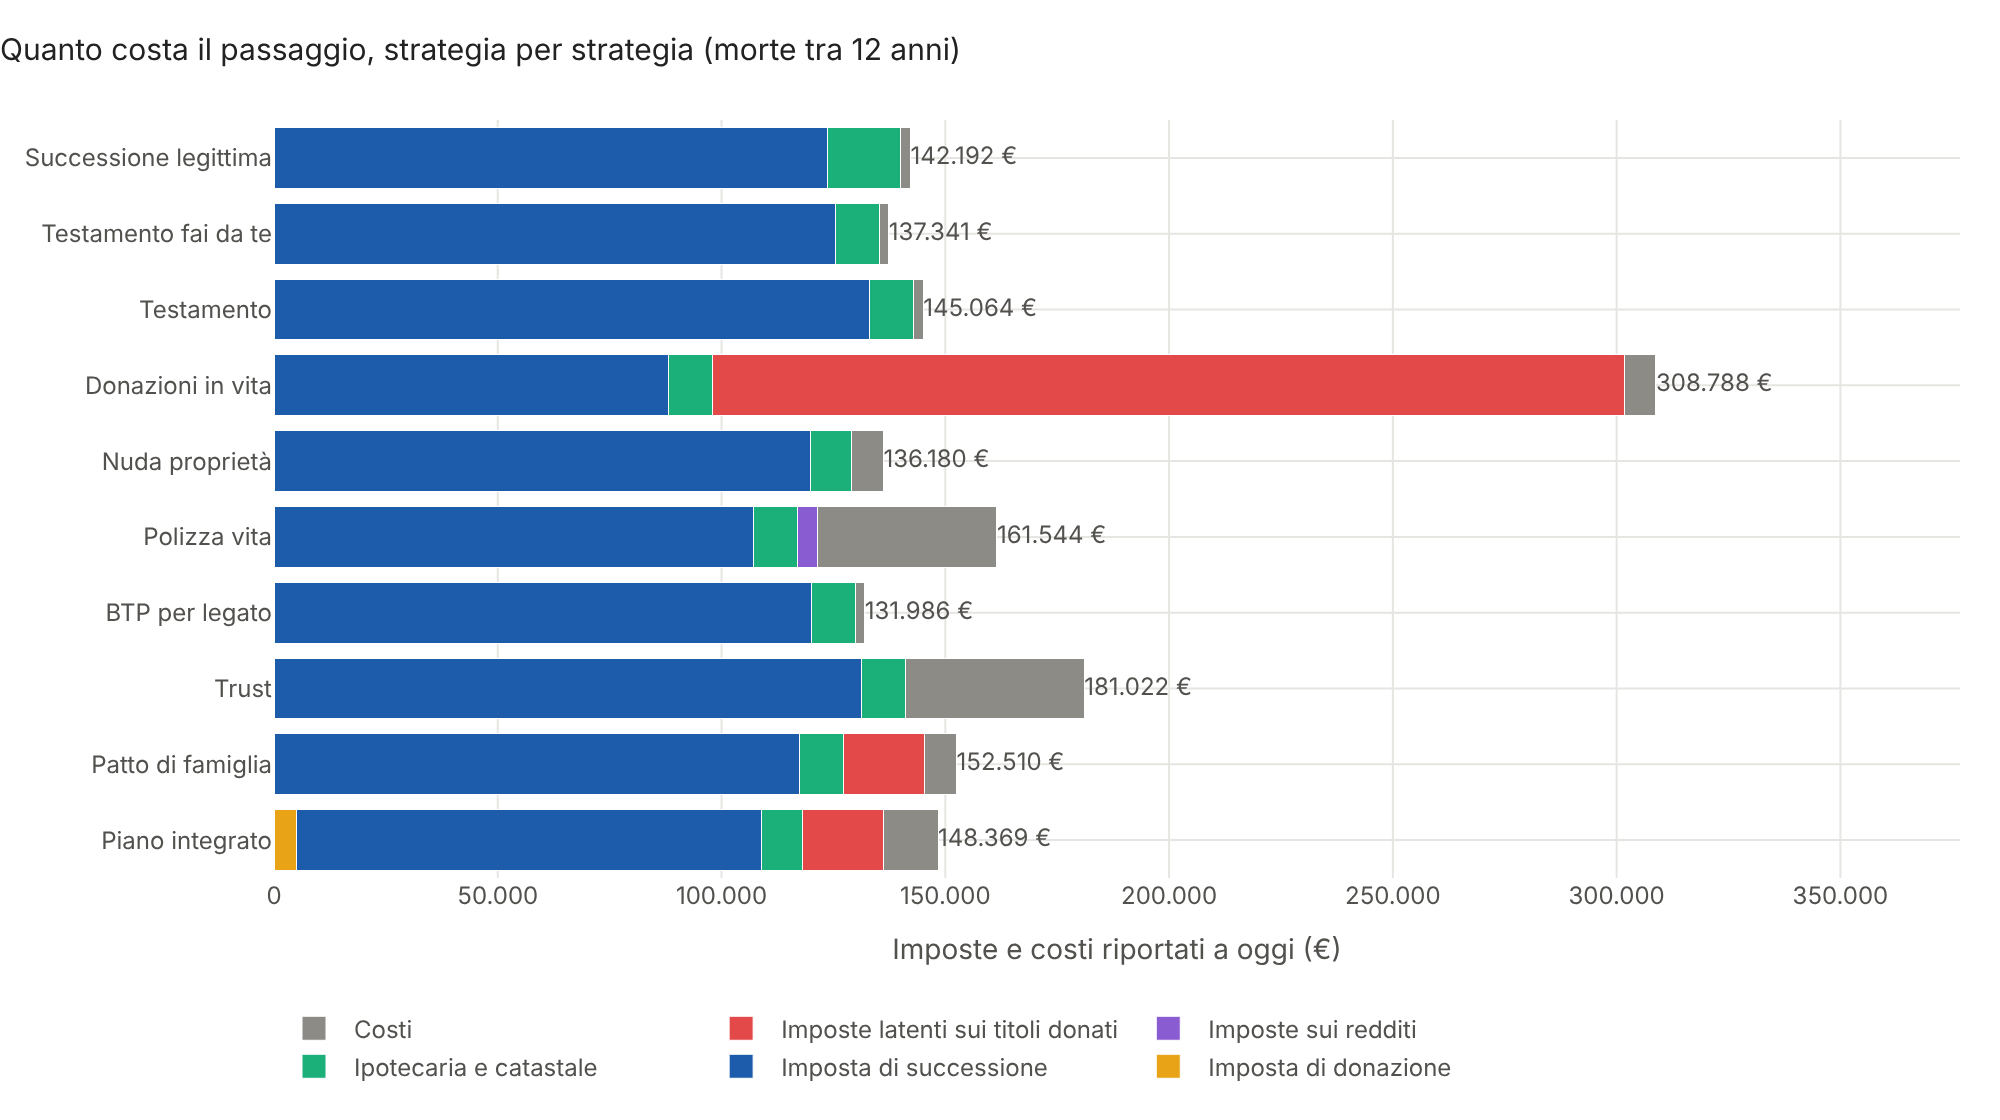 Quanto costa il passaggio, strategia per strategia (morte tra 12 anni)
Successione legittima
142.192 €
Testamento fai da te
137.341 €
Testamento
145.064 €
Donazioni in vita
308.788 €
Nuda proprietà
136.180 €
Polizza vita
161.544 €
BTP per legato
131.986 €
Trust
181.022 €
Patto di famiglia
152.510 €
Piano integrato
148.369 €
0 50.000 100.000 150.000 200.000 250.000 300.000 350.000
Imposte e costi riportati a oggi (€)
Costi Imposte latenti sui titoli donati Imposte sui redditi
Ipotecaria e catastale Imposta di successione Imposta di donazione